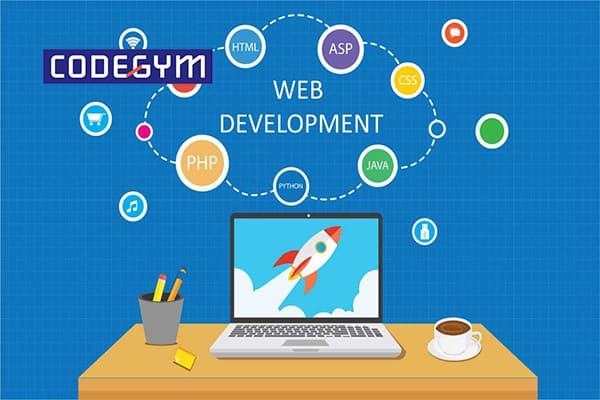 CODEGYM
HTML
ASP
CSS
WEB
DEVELOPMENT
PHP
JAVA
PYTHON